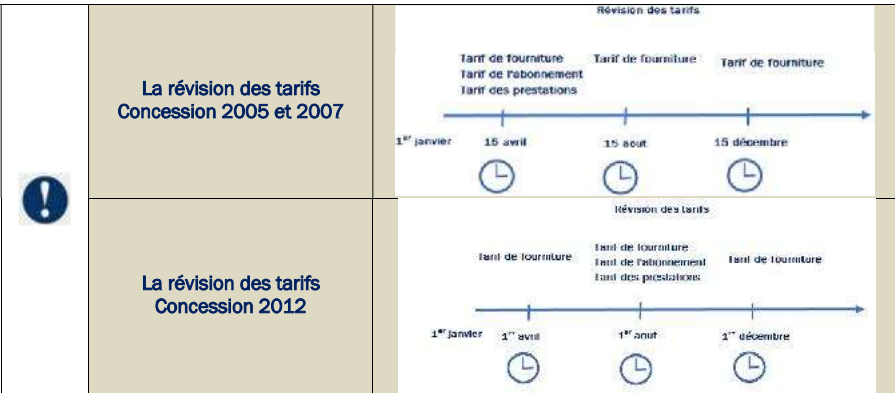 La révision des tarifs
Concession 2005 et 2007
Révision des tarifs
Tarif de fourniture
Tarif de l'abonnement
Tarif des prestations
Tarif de fourniture
Tarif de fourniture
1er janvier
15 avril
15 aout
15 décembre
La révision des tarifs
Concession 2012
Révision des tarifs
Tarif de fourniture
Tarif de fourniture
Tarif de l'abonnement
Tarif des prestations
Tarif de fourniture
1er janvier
1er avril
1er aout
1er décembre